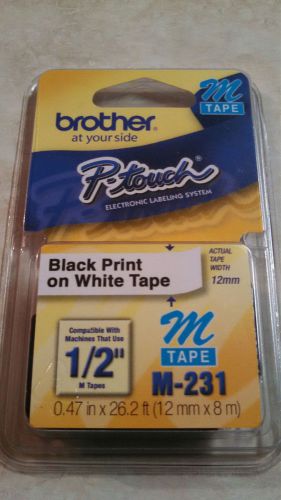 M
TAPE
brother®
at your side
P-touch®
ELECTRONIC LABELING SYSTEM
Black Print
on White Tape
ACTUAL
TAPE
WIDTH
12mm
Compatible With
Machines That Use
1/2"
M Tapes
M
TAPE
M-231
0.47 in x 26.2 ft (12 mm x 8 m)